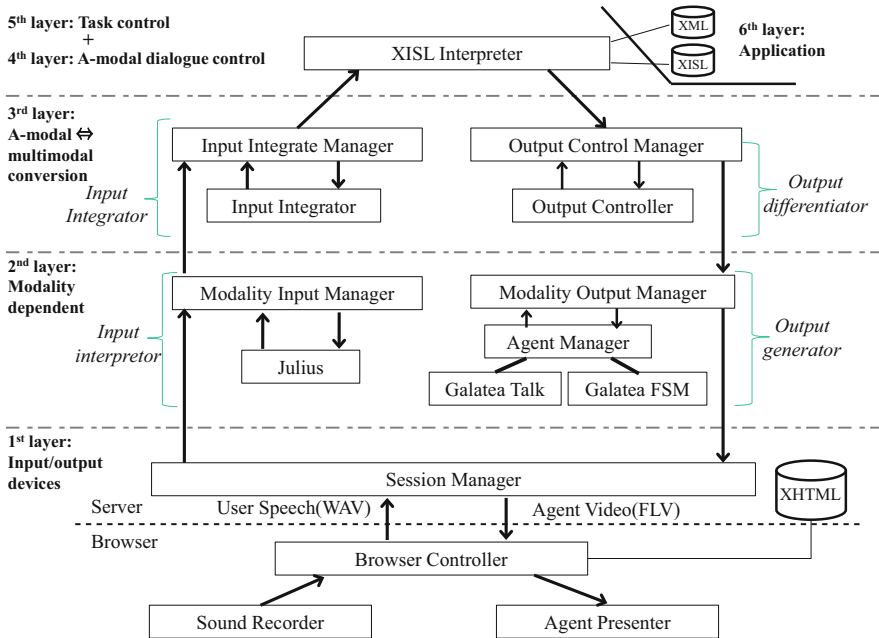 5th layer: Task control
+
4th layer: A-modal dialogue control
XISL Interpreter
XML
XISL
6th layer:
Application
3rd layer:
A-modal ⇔
multimodal
conversion
Input
Integrator
Input Integrate Manager
Input Integrator
Output Control Manager
Output Controller
Output
differentiator
2nd layer:
Modality
dependent
Input
interpretor
Modality Input Manager
Julius
Modality Output Manager
Agent Manager
Galatea Talk
Galatea FSM
Output
generator
1st layer:
Input/output
devices
Session Manager
XHTML
Server
User Speech(WAV)
Agent Video(FLV)
Browser
Browser Controller
Sound Recorder
Agent Presenter